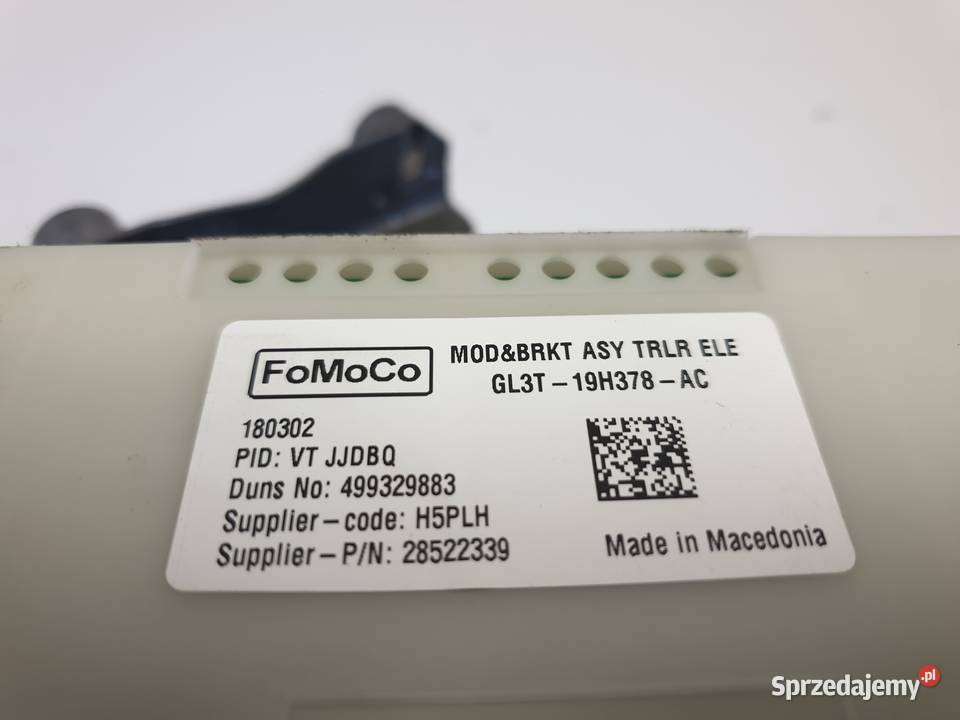 FoMoCo
MOD&BRKT ASY TRLR ELE
GL3T-19H378-AC
180302
PID: VT JJDBQ
Duns No: 499329883
Supplier-code: H5PLH
Supplier-P/N: 28522339
Made in Macedonia
Sprzedajemy.pl